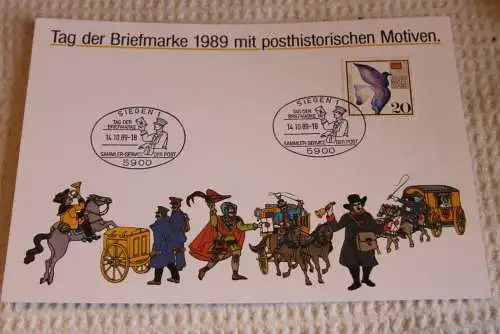 Tag der Briefmarke 1989 mit posthistorischen Motiven.
20
SIEGEN 1
TAG DER
BRIEFMARKE
14.10.89-18
SAMMLER-SERVICE DER POST
5900
SIEGEN 1
TAG DER
BRIEFMARKE
14.10.89-18
SAMMLER-SERVICE DER POST
5900